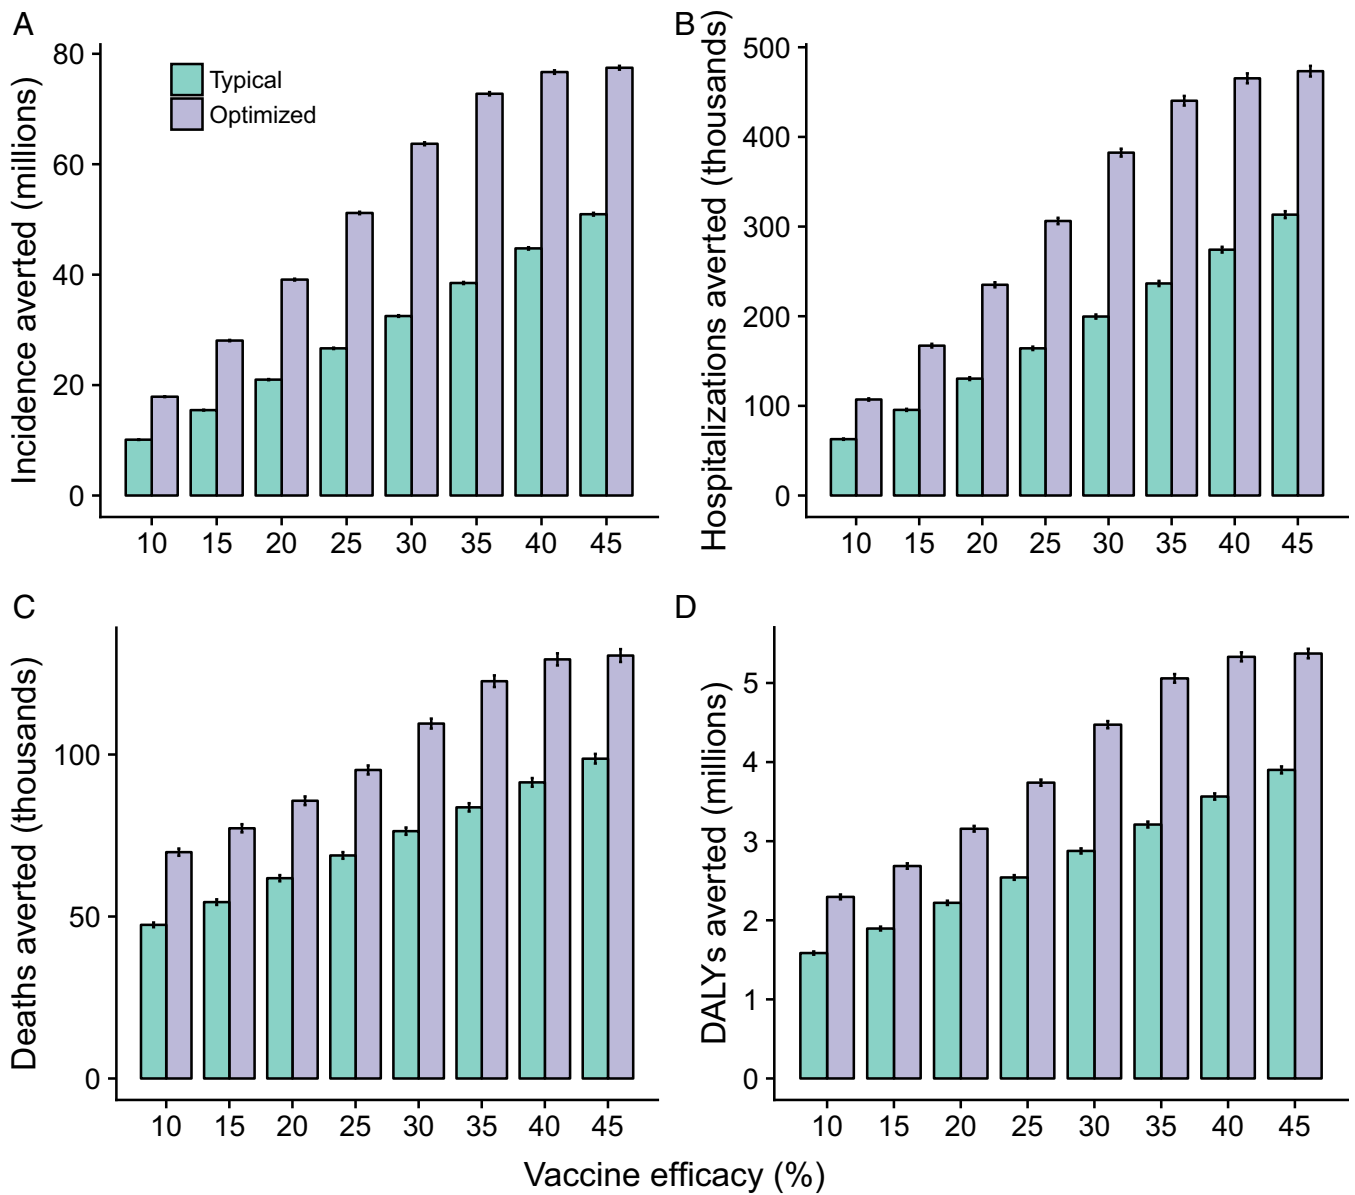 A
Incidence averted (millions)
80
60
40
20
0
Typical
Optimized
10 15 20 25 30 35 40 45
B
Hospitalizations averted (thousands)
500
400
300
200
100
0
10 15 20 25 30 35 40 45
C
Deaths averted (thousands)
100
50
0
10 15 20 25 30 35 40 45
D
DALYs averted (millions)
5
4
3
2
1
0
10 15 20 25 30 35 40 45
Vaccine efficacy (%)